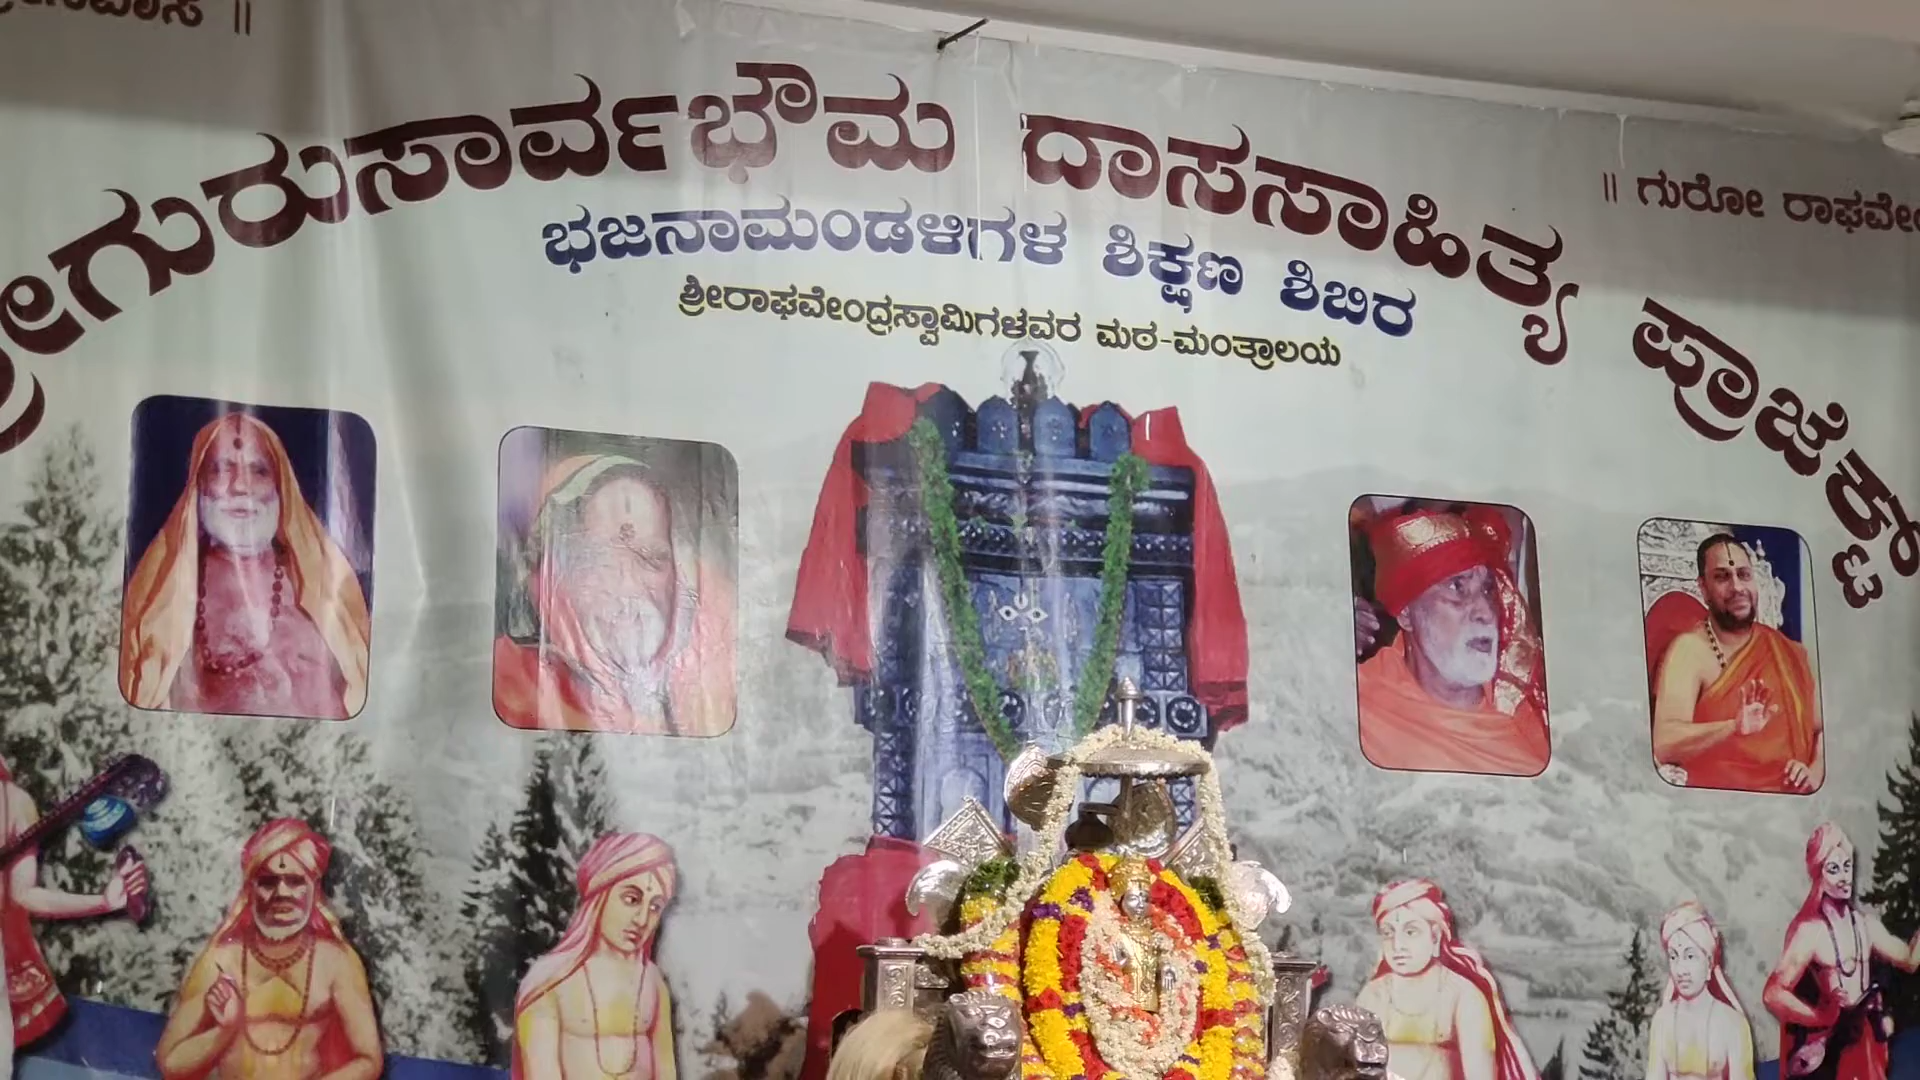 ಶ್ರೀಗುರುಸಾರ್ವಭೌಮ ದಾಸಸಾಹಿತ್ಯ ಪ್ರಾಜೆಕ್ಟ್
|| ಗುರೋ ರಾಘವೇಂ
ಭಜನಾಮಂಡಳಿಗಳ ಶಿಕ್ಷಣ ಶಿಬಿರ
ಶ್ರೀರಾಘವೇಂದ್ರಸ್ವಾಮಿಗಳವರ ಮಠ-ಮಂತ್ರಾಲಯ